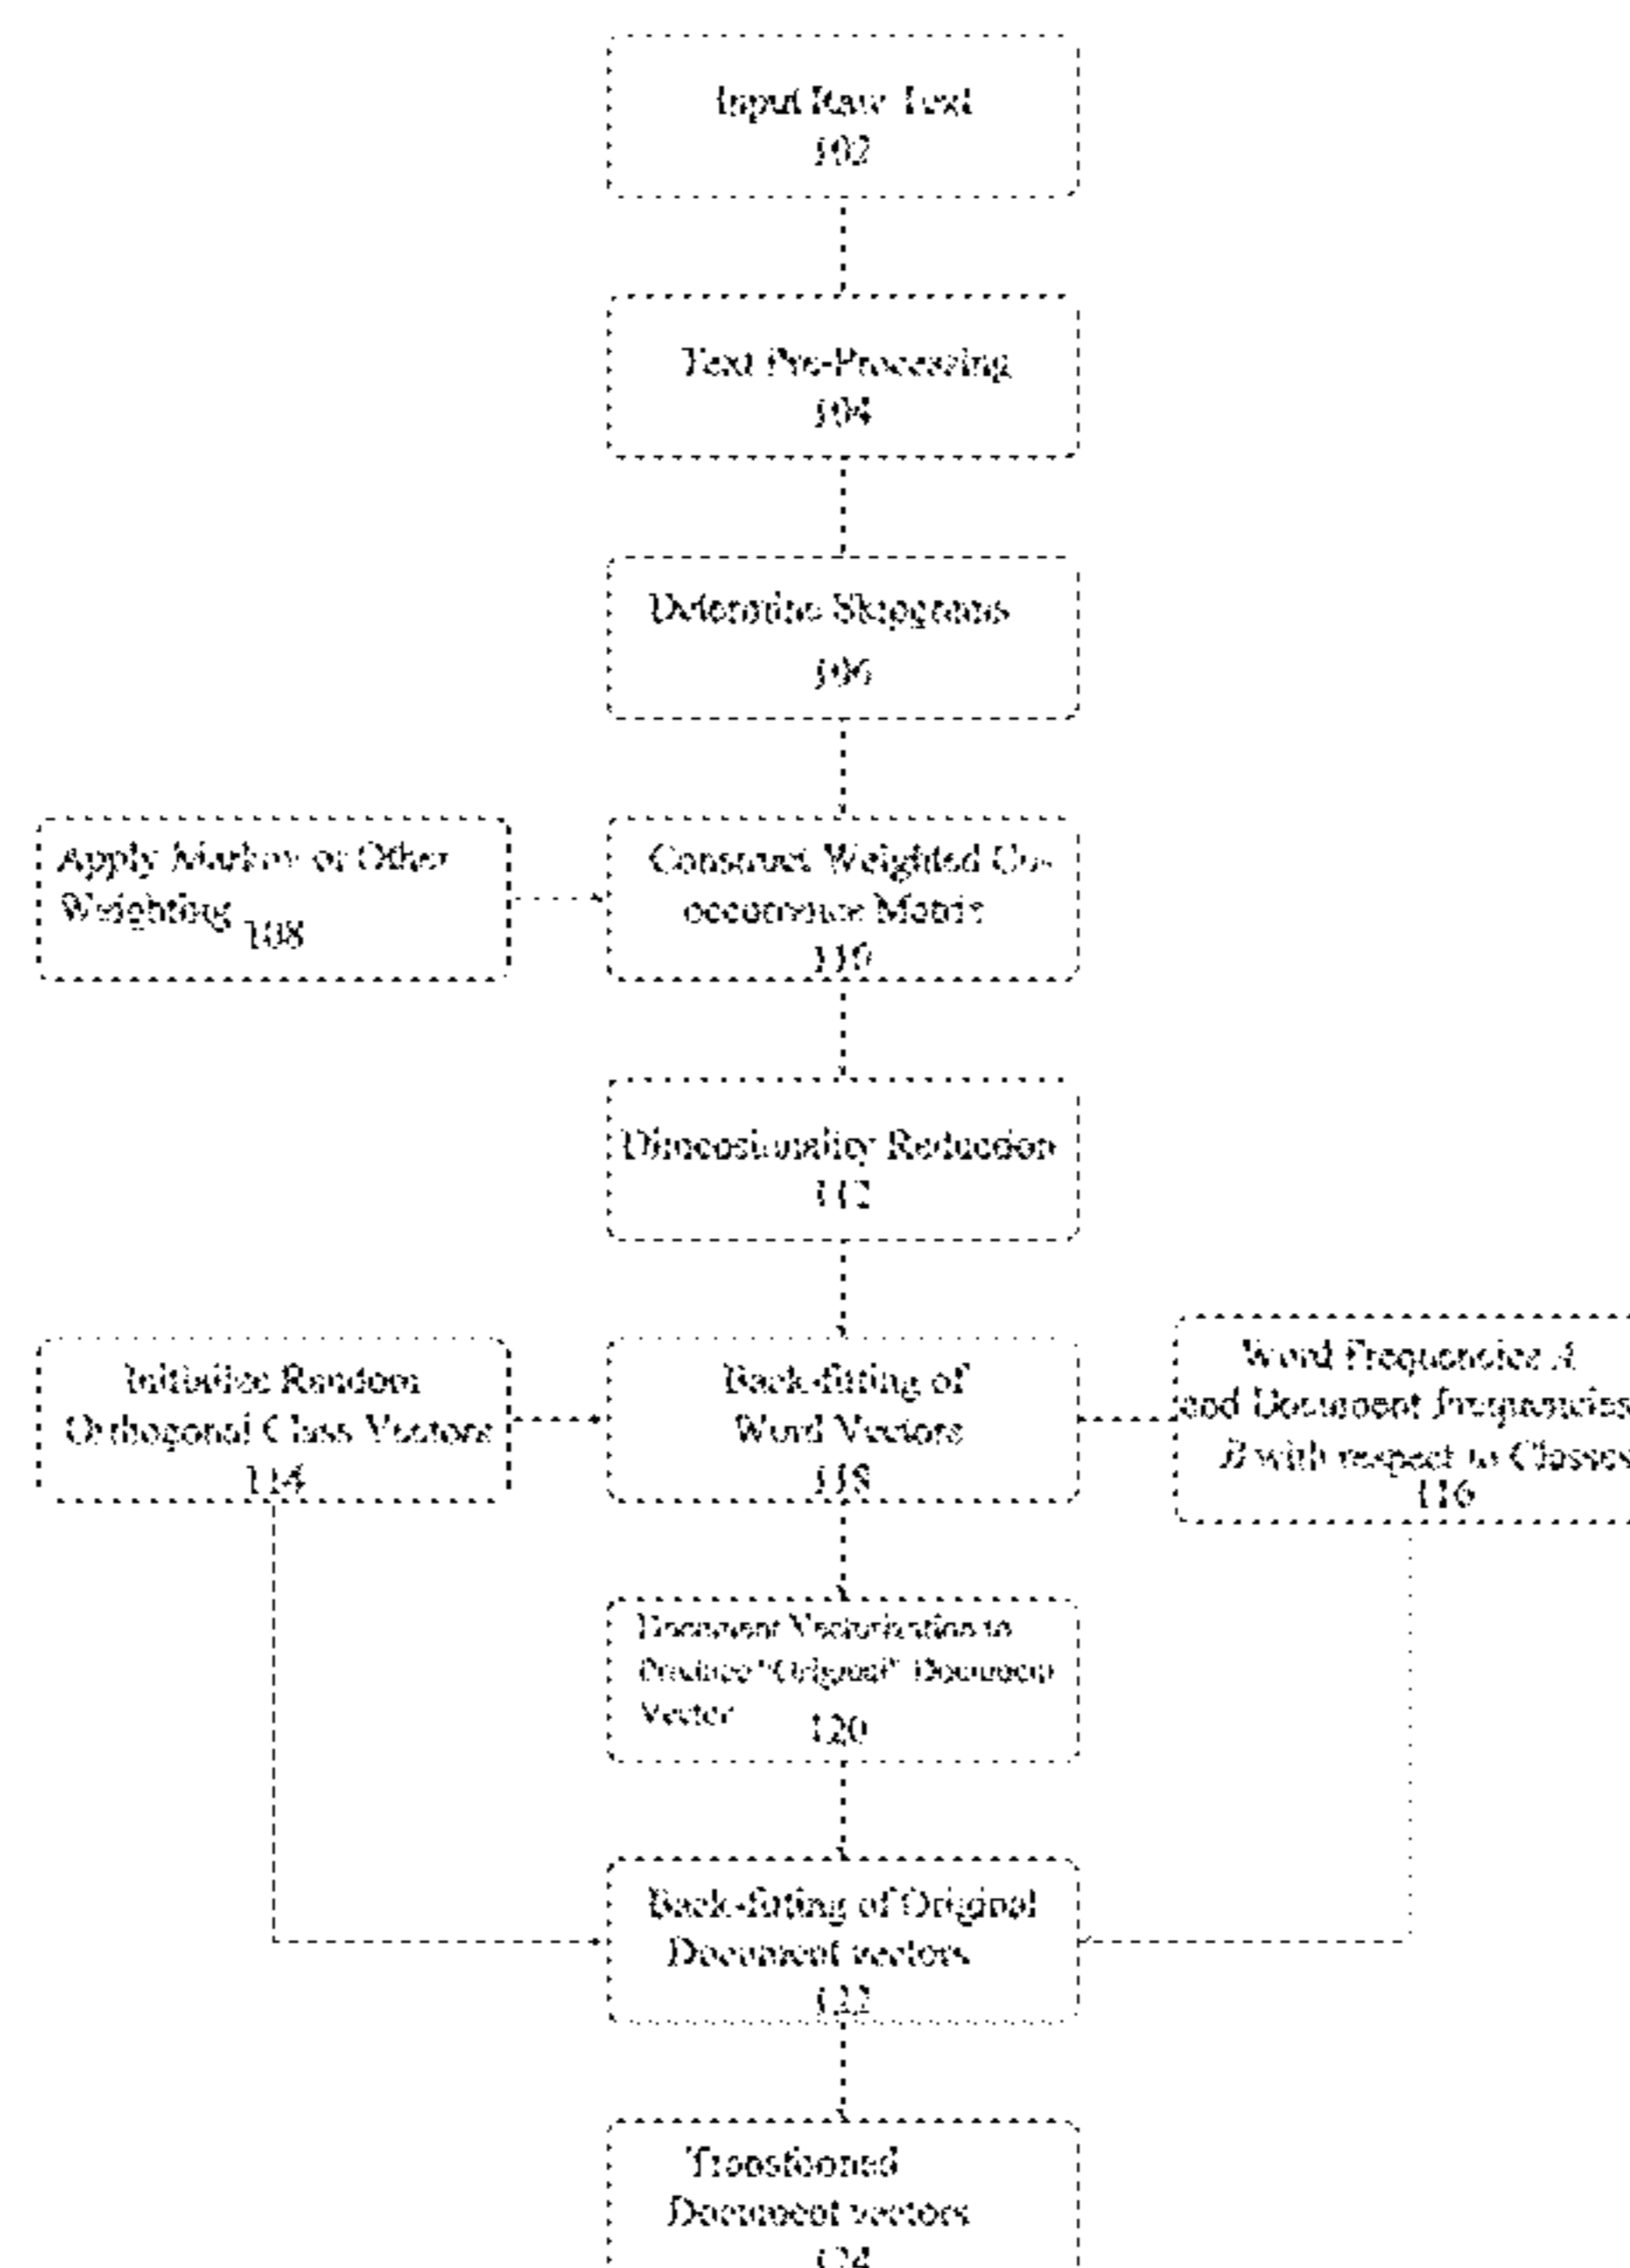 Input Raw Text
102
Text Pre-Processing
104
Determine Skipgrams
106
Apply Markov or Other
Weighting
108
Construct Weighted Co-
occurrence Matrix
110
Dimensionality Reduction
112
Initialize Random
Orthogonal Class Vectors
114
Back-fitting of
Word Vectors
118
Word Frequencies A
and Document frequencies
B with respect to Classes
116
Document Vectorization to
Produce "Original" Document
Vector
120
Back-fitting of Original
Document vectors
122
Transformed
Document vectors
124